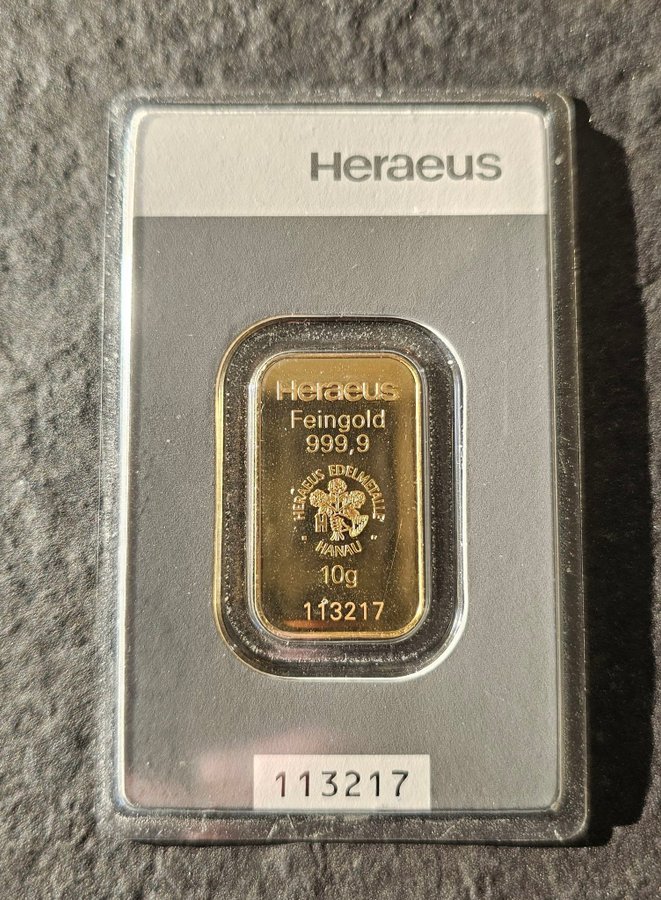 Heraeus
Heraeus
Feingold
999,9
HERAEUS EDELMETALLE
HANAU
10g
113217
113217